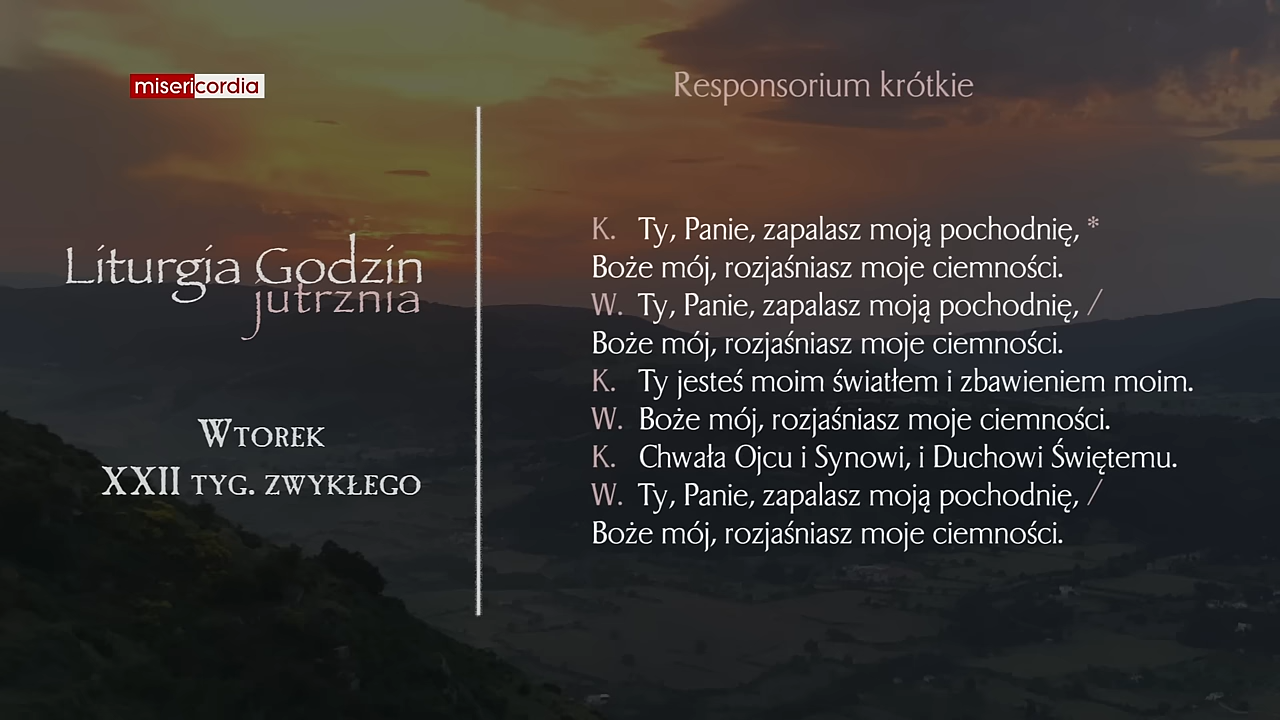 misericordia
Liturgia Godzin
jutrznia
Wtorek
XXII tyg. zwykłego
Responsorium krótkie
K. Ty, Panie, zapalasz moją pochodnię, *
Boże mój, rozjaśniasz moje ciemności.
W. Ty, Panie, zapalasz moją pochodnię, /
Boże mój, rozjaśniasz moje ciemności.
K. Ty jesteś moim światłem i zbawieniem moim.
W. Boże mój, rozjaśniasz moje ciemności.
K. Chwała Ojcu i Synowi, i Duchowi Świętemu.
W. Ty, Panie, zapalasz moją pochodnię, /
Boże mój, rozjaśniasz moje ciemności.